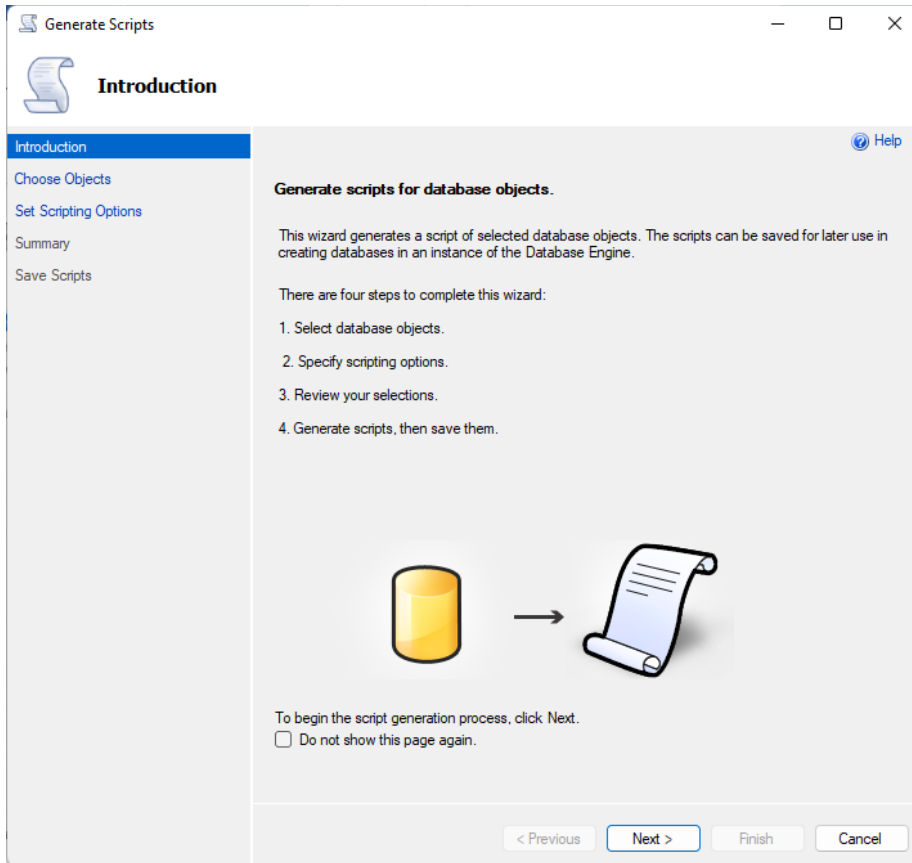 Generate Scripts
Introduction
Introduction
Choose Objects
Set Scripting Options
Summary
Save Scripts
Help
Generate scripts for database objects.
This wizard generates a script of selected database objects. The scripts can be saved for later use in
creating databases in an instance of the Database Engine.
There are four steps to complete this wizard:
1. Select database objects.
2. Specify scripting options.
3. Review your selections.
4. Generate scripts, then save them.
To begin the script generation process, click Next.
Do not show this page again.
< Previous
Next >
Finish
Cancel